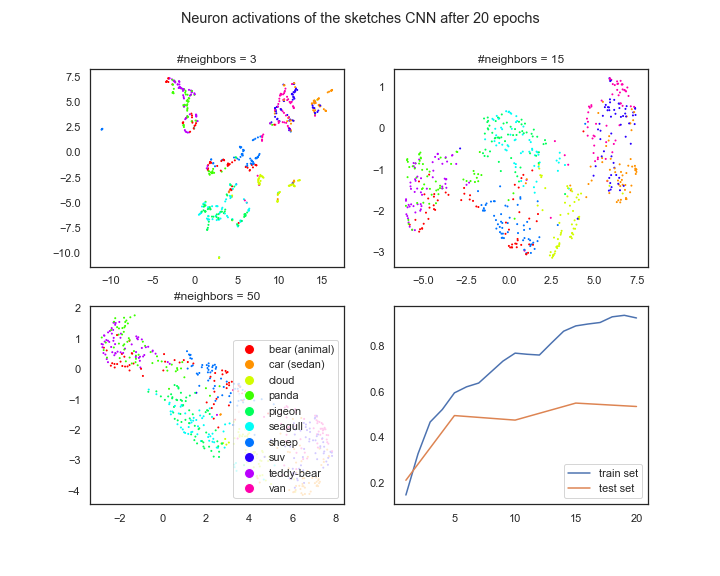 Neuron activations of the sketches CNN after 20 epochs
#neighbors = 3
7.5
5.0
2.5
0.0
−2.5
−5.0
−7.5
−10.0
−10 −5 0 5 10 15
#neighbors = 15
1
0
−1
−2
−3
−5.0 −2.5 0.0 2.5 5.0 7.5
#neighbors = 50
2
1
0
−1
−2
−3
−4
−2 0 2 4 6 8
bear (animal)
car (sedan)
cloud
panda
pigeon
seagull
sheep
suv
teddy-bear
van
0.8
0.6
0.4
0.2
5 10 15 20
train set
test set